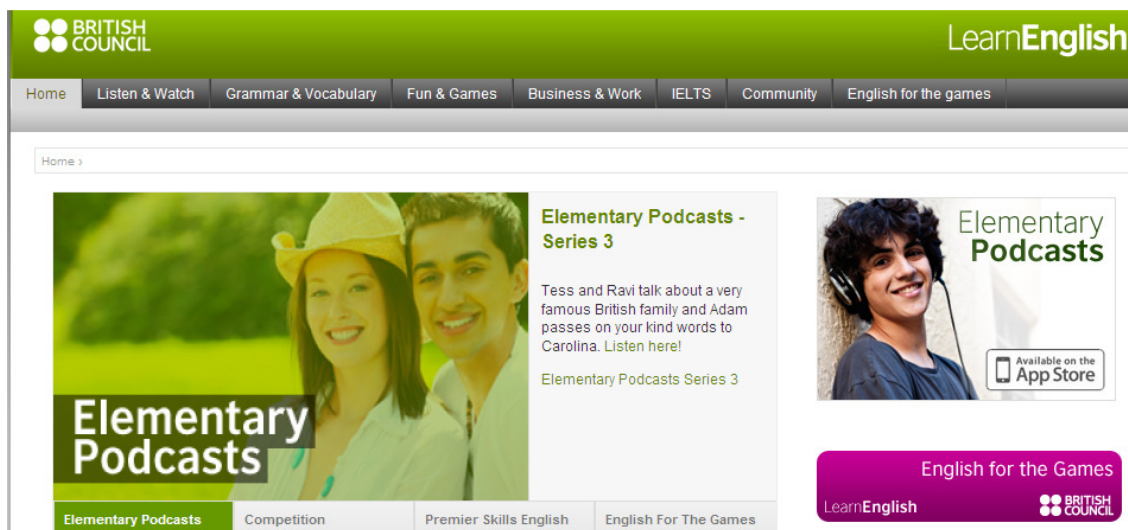 BRITISH
COUNCIL
LearnEnglish
Home Listen & Watch Grammar & Vocabulary Fun & Games Business & Work IELTS Community English for the games
Home ›
Elementary
Podcasts
Elementary Podcasts -
Series 3
Tess and Ravi talk about a very
famous British family and Adam
passes on your kind words to
Carolina. Listen here!
Elementary Podcasts Series 3
Elementary Podcasts Competition Premier Skills English English For The Games
Elementary
Podcasts
Available on the
App Store
English for the Games
LearnEnglish
BRITISH
COUNCIL